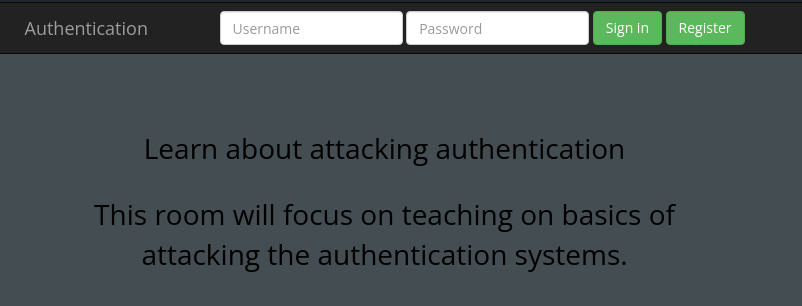 Authentication Username Password Sign in Register
Learn about attacking authentication
This room will focus on teaching on basics of
attacking the authentication systems.